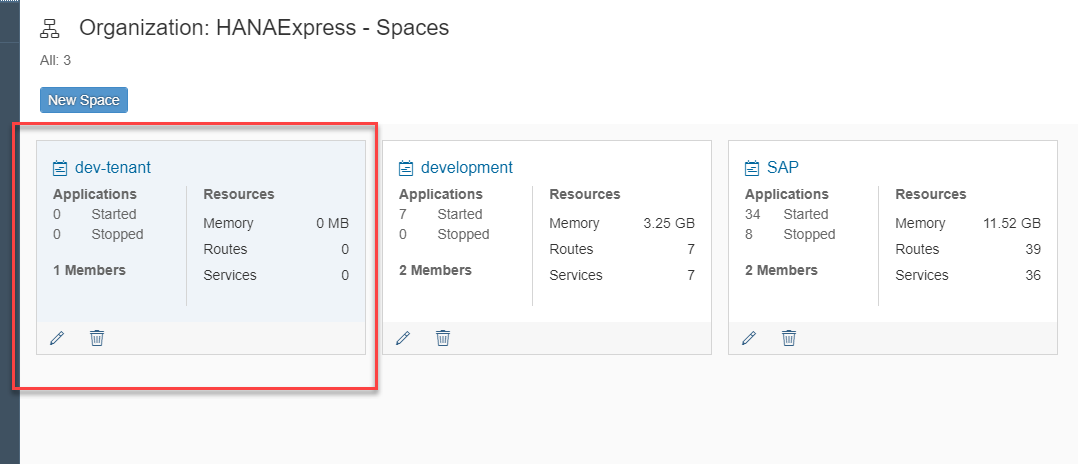 Organization: HANAExpress - Spaces
All: 3
New Space
dev-tenant
Applications
0 Started
0 Stopped
1 Members
Resources
Memory 0 MB
Routes 0
Services 0
development
Applications
7 Started
0 Stopped
2 Members
Resources
Memory 3.25 GB
Routes 7
Services 7
SAP
Applications
34 Started
8 Stopped
2 Members
Resources
Memory 11.52 GB
Routes 39
Services 36